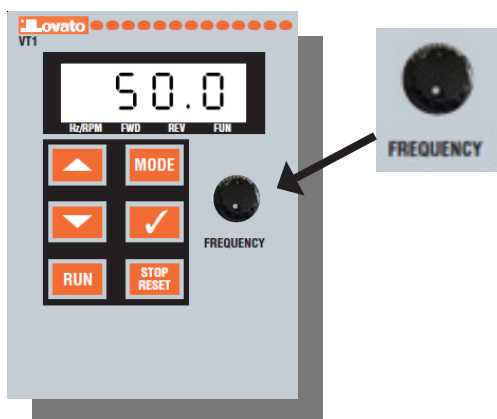 Lovato
VT1
50.0
Hz/RPM FWD REV FUN
MODE
✓
FREQUENCY
RUN
STOP
RESET
FREQUENCY